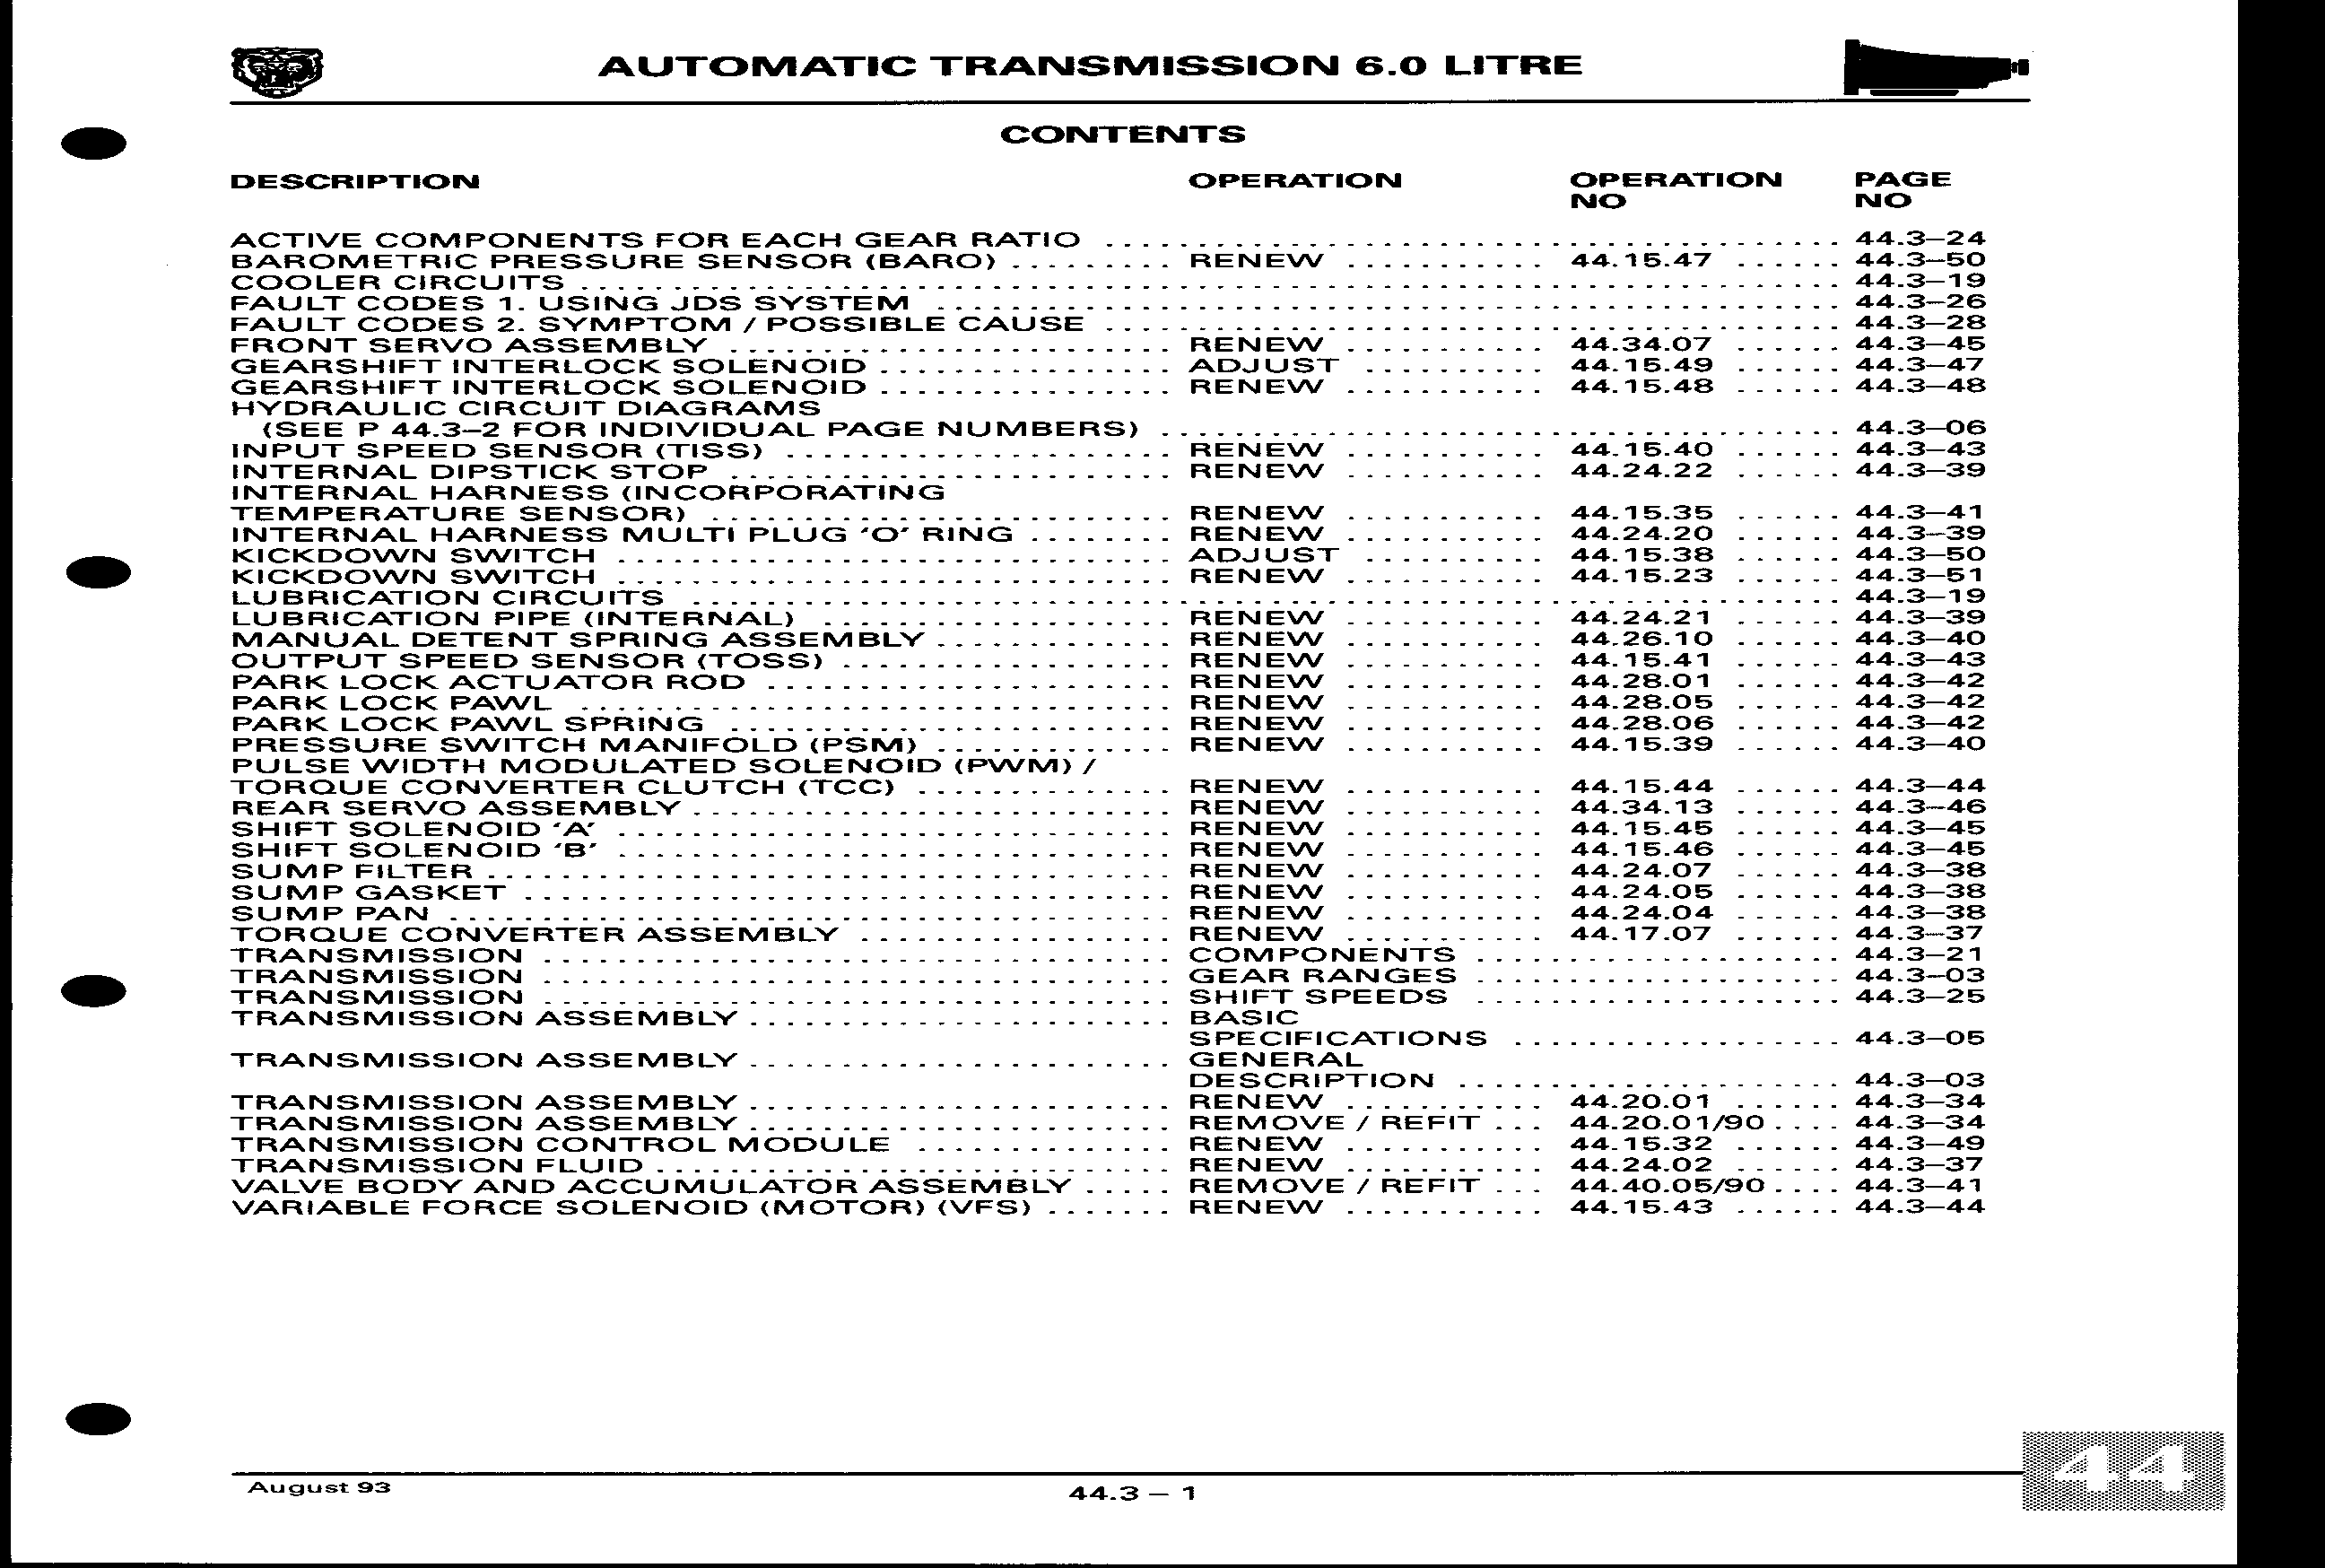 AUTOMATIC TRANSMISSION 6.0 LITRE
CONTENTS
DESCRIPTION OPERATION OPERATION NO PAGE NO
ACTIVE COMPONENTS FOR EACH GEAR RATIO 44.3–24
BAROMETRIC PRESSURE SENSOR (BARO) RENEW 44.15.47 44.3–50
COOLER CIRCUITS 44.3–19
FAULT CODES 1. USING JDS SYSTEM 44.3–26
FAULT CODES 2. SYMPTOM / POSSIBLE CAUSE 44.3–28
FRONT SERVO ASSEMBLY RENEW 44.34.07 44.3–45
GEARSHIFT INTERLOCK SOLENOID ADJUST 44.15.49 44.3–47
GEARSHIFT INTERLOCK SOLENOID RENEW 44.15.48 44.3–48
HYDRAULIC CIRCUIT DIAGRAMS
(SEE P 44.3–2 FOR INDIVIDUAL PAGE NUMBERS) 44.3–06
INPUT SPEED SENSOR (TISS) RENEW 44.15.40 44.3–43
INTERNAL DIPSTICK STOP RENEW 44.24.22 44.3–39
INTERNAL HARNESS (INCORPORATING
TEMPERATURE SENSOR) RENEW 44.15.35 44.3–41
INTERNAL HARNESS MULTI PLUG 'O' RING RENEW 44.24.20 44.3–39
KICKDOWN SWITCH ADJUST 44.15.38 44.3–50
KICKDOWN SWITCH RENEW 44.15.23 44.3–51
LUBRICATION CIRCUITS 44.3–19
LUBRICATION PIPE (INTERNAL) RENEW 44.24.21 44.3–39
MANUAL DETENT SPRING ASSEMBLY RENEW 44.26.10 44.3–40
OUTPUT SPEED SENSOR (TOSS) RENEW 44.15.41 44.3–43
PARK LOCK ACTUATOR ROD RENEW 44.28.01 44.3–42
PARK LOCK PAWL RENEW 44.28.05 44.3–42
PARK LOCK PAWL SPRING RENEW 44.28.06 44.3–42
PRESSURE SWITCH MANIFOLD (PSM) RENEW 44.15.39 44.3–40
PULSE WIDTH MODULATED SOLENOID (PWM) /
TORQUE CONVERTER CLUTCH (TCC) RENEW 44.15.44 44.3–44
REAR SERVO ASSEMBLY RENEW 44.34.13 44.3–46
SHIFT SOLENOID 'A' RENEW 44.15.45 44.3–45
SHIFT SOLENOID 'B' RENEW 44.15.46 44.3–45
SUMP FILTER RENEW 44.24.07 44.3–38
SUMP GASKET RENEW 44.24.05 44.3–38
SUMP PAN RENEW 44.24.04 44.3–38
TORQUE CONVERTER ASSEMBLY RENEW 44.17.07 44.3–37
TRANSMISSION COMPONENTS 44.3–21
TRANSMISSION GEAR RANGES 44.3–03
TRANSMISSION SHIFT SPEEDS 44.3–25
TRANSMISSION ASSEMBLY BASIC
SPECIFICATIONS 44.3–05
TRANSMISSION ASSEMBLY GENERAL
DESCRIPTION 44.3–03
TRANSMISSION ASSEMBLY RENEW 44.20.01 44.3–34
TRANSMISSION ASSEMBLY REMOVE / REFIT 44.20.01/90 44.3–34
TRANSMISSION CONTROL MODULE RENEW 44.15.32 44.3–49
TRANSMISSION FLUID RENEW 44.24.02 44.3–37
VALVE BODY AND ACCUMULATOR ASSEMBLY REMOVE / REFIT 44.40.05/90 44.3–41
VARIABLE FORCE SOLENOID (MOTOR) (VFS) RENEW 44.15.43 44.3–44
August 93
44.3 – 1
44